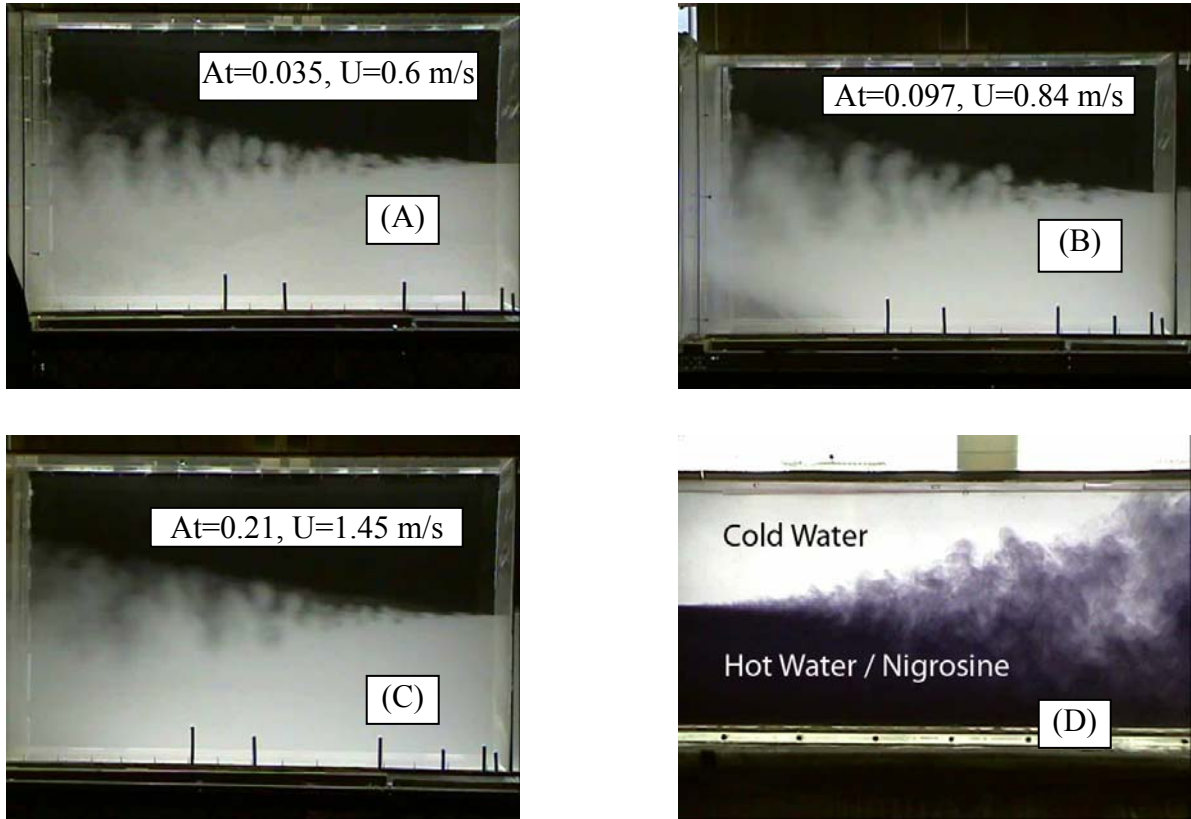 At=0.035, U=0.6 m/s
(A)
At=0.097, U=0.84 m/s
(B)
At=0.21, U=1.45 m/s
(C)
Cold Water
Hot Water / Nigrosine
(D)